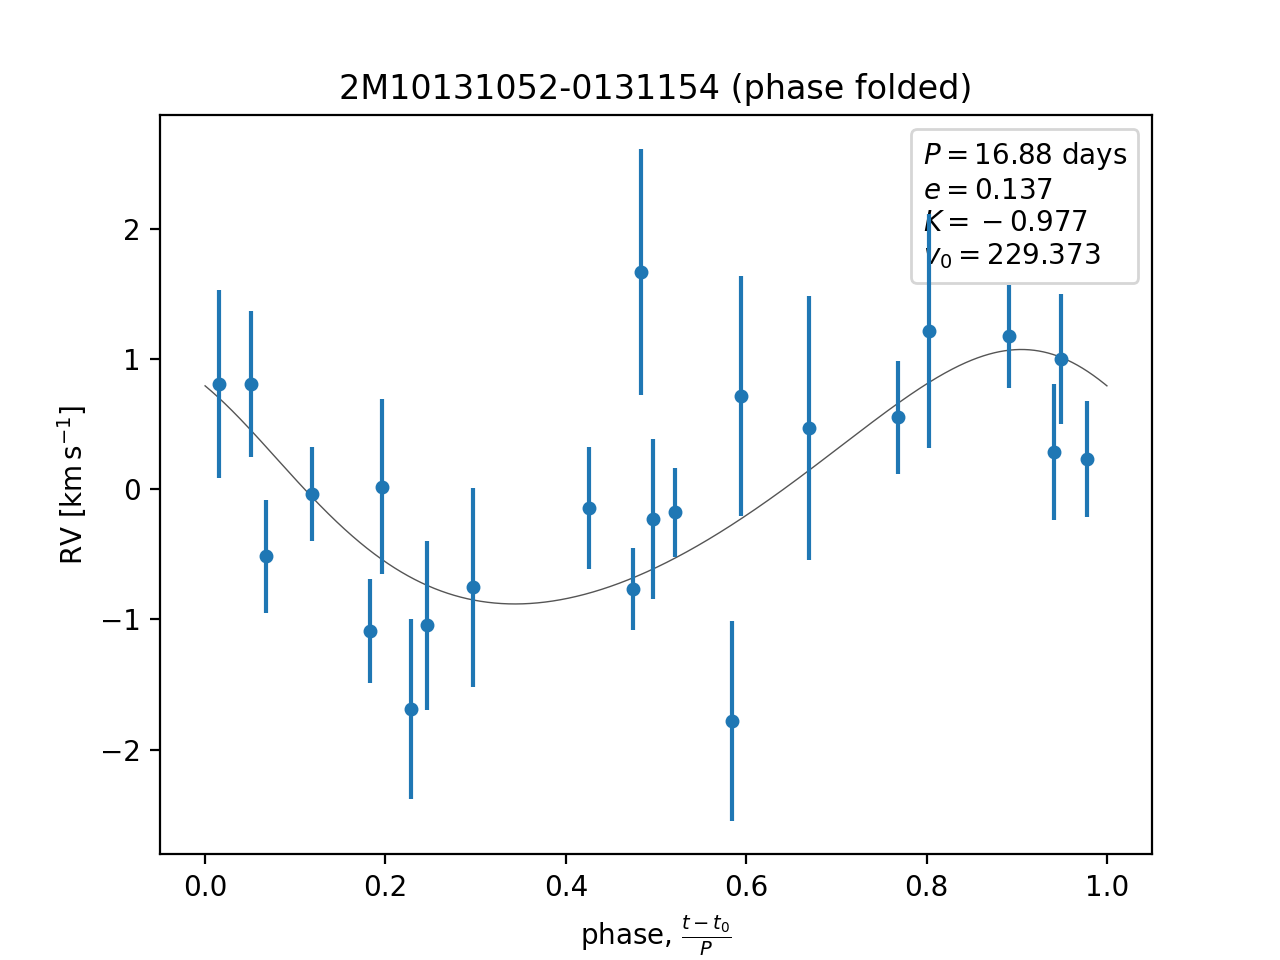 2M10131052-0131154 (phase folded)
P = 16.88 days
e = 0.137
K = −0.977
v₀ = 229.373
RV [km s⁻¹]
2
1
0
−1
−2
0.0 0.2 0.4 0.6 0.8 1.0
phase, (t − t₀)/P